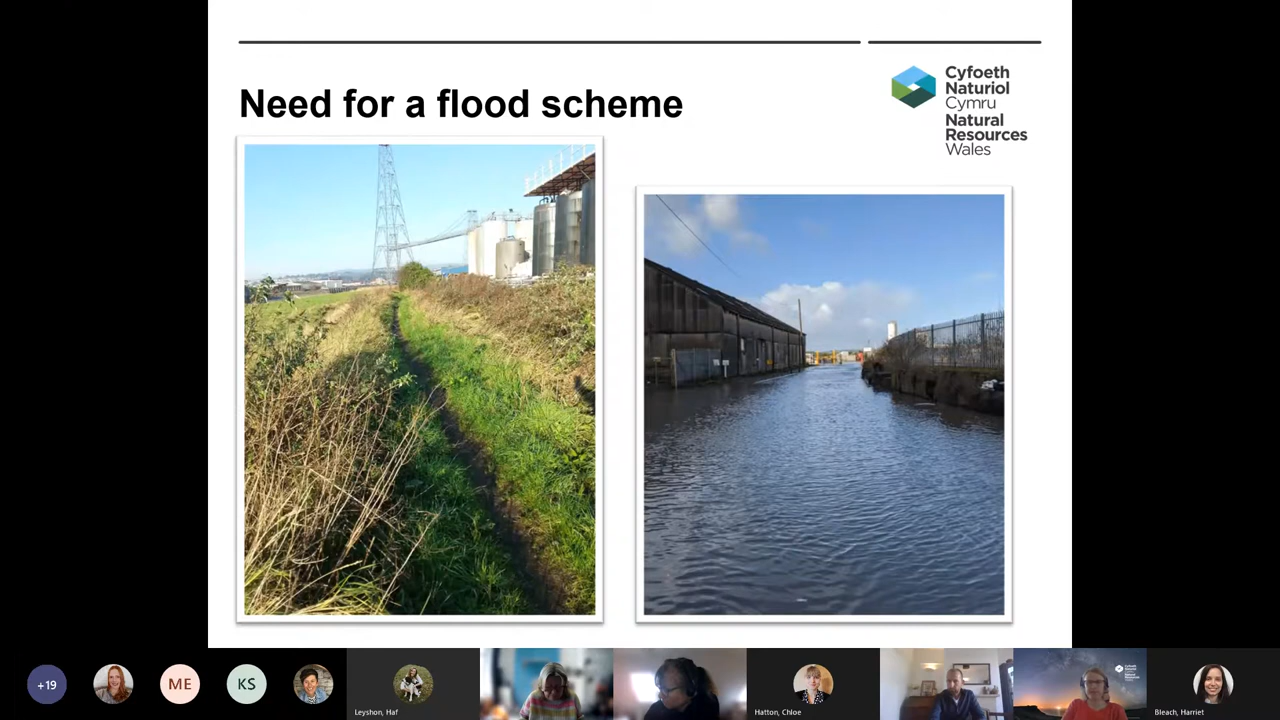 Need for a flood scheme
Cyfoeth
Naturiol
Cymru
Natural
Resources
Wales
+19
ME
KS
Leyshon, Haf
Hatton, Chloe
Bleach, Harriet